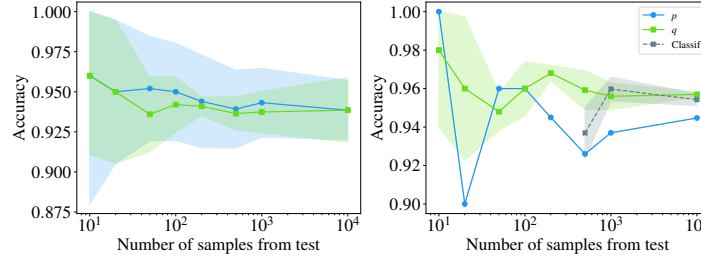 1.000
0.975
0.950
0.925
0.900
0.875
Accuracy
10^1
10^2
10^3
10^4
Number of samples from test
1.00
0.98
0.96
0.94
0.92
0.90
Accuracy
10^1
10^2
10^3
10
Number of samples from test
p
q
Classif